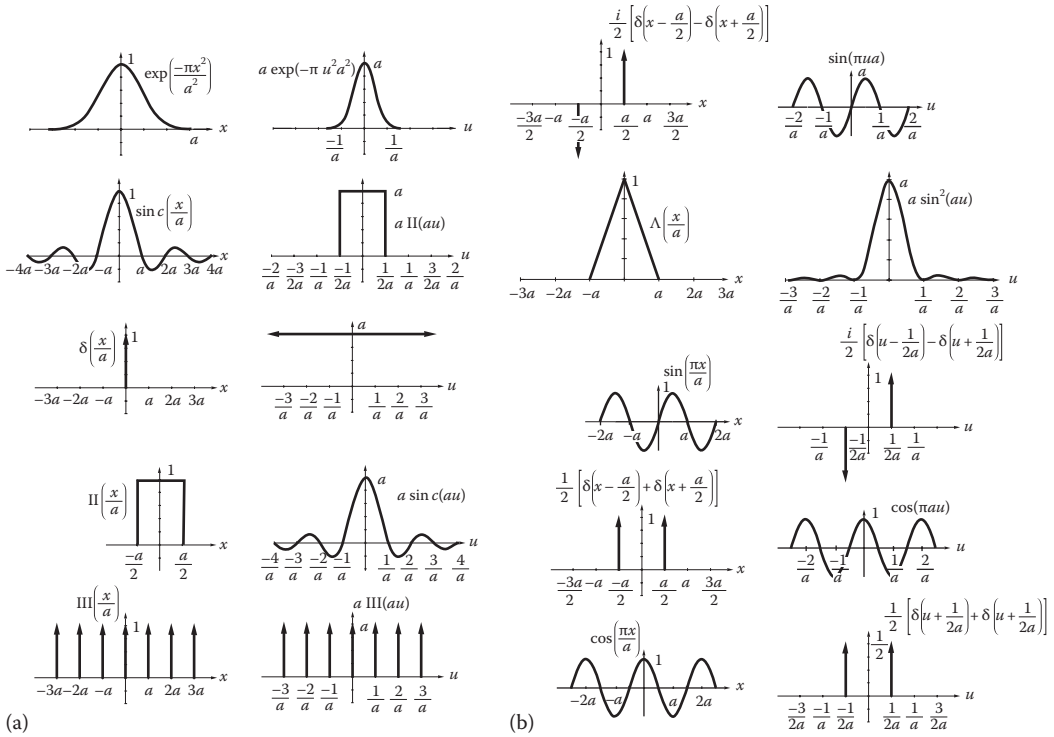 1
exp(-πx²/a²)
x
a
a exp(-π u²a²)
a
u
-1/a 1/a
1
sin c(x/a)
x
-4a -3a -2a -a a 2a 3a 4a
a
a II(au)
u
-2/a -3/2a -1/a -1/2a 1/2a 1/a 3/2a 2/a
δ(x/a)
1
x
-3a -2a -a a 2a 3a
a
u
-3/a -2/a -1/a 1/a 2/a 3/a
1
II(x/a)
x
-a/2 a/2
a
a sin c(au)
u
-4/a -3/a -2/a -1/a 1/a 2/a 3/a 4/a
III(x/a)
1
x
-3a -2a -a a 2a 3a
a III(au)
a
u
-3/a -2/a -1/a 1/a 2/a 3/a
(a)
i/2 [δ(x - a/2) - δ(x + a/2)]
1
x
-3a/2 -a -a/2 a/2 a 3a/2
sin(πua)
a
u
-2/a -1/a 1/a 2/a
1
Λ(x/a)
x
-3a -2a -a a 2a 3a
a
a sin²(au)
u
-3/a -2/a -1/a 1/a 2/a 3/a
sin(πx/a)
1
x
-2a -a a 2a
i/2 [δ(u - 1/2a) - δ(u + 1/2a)]
1
u
-1/a -1/2a 1/2a 1/a
1/2 [δ(x - a/2) + δ(x + a/2)]
1
x
-3a/2 -a -a/2 a/2 a 3a/2
cos(πau)
1
u
-2/a -1/a 1/a 2/a
cos(πx/a)
1
x
-2a -a a 2a
1/2 [δ(u + 1/2a) + δ(u + 1/2a)]
1/2
u
-3/2a -1/a -1/2a 1/2a 1/a 3/2a
(b)